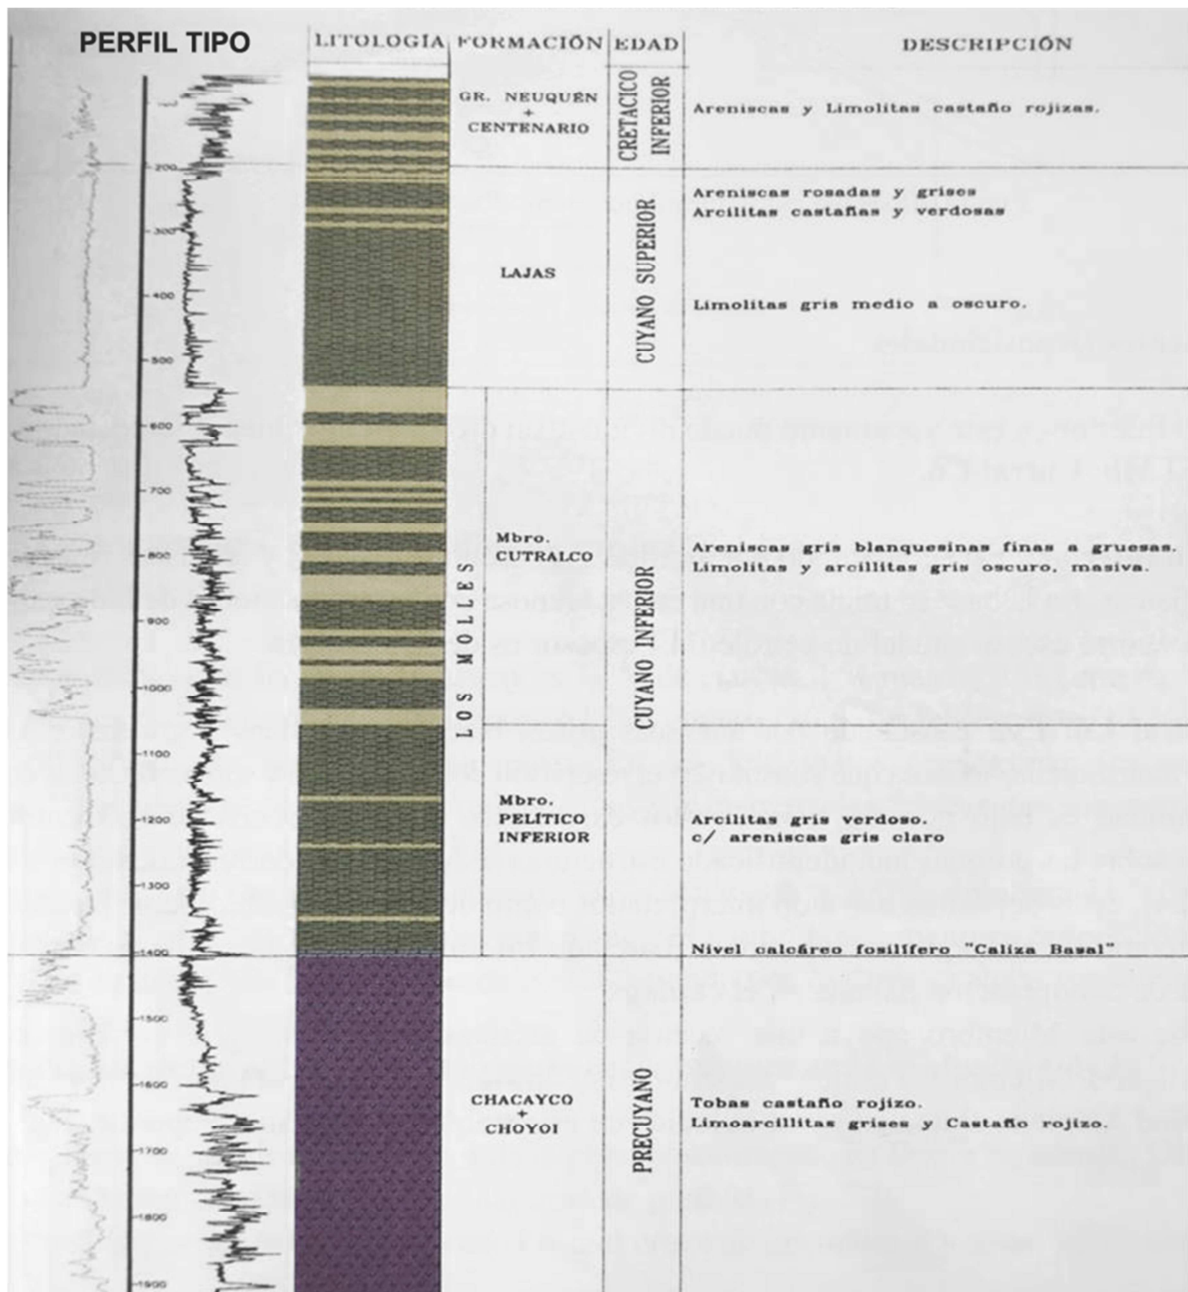 PERFIL TIPO
LITOLOGÍA
FORMACIÓN
EDAD
DESCRIPCIÓN
GR. NEUQUÉN
+
CENTENARIO
CRETACICO
INFERIOR
Areniscas y Limolitas castaño rojizas.
200
300
400
500
600
700
800
900
1000
1100
1200
1300
1400
1500
1600
1700
1800
1900
LAJAS
CUYANO SUPERIOR
Areniscas rosadas y grises
Arcilitas castañas y verdosas
Limolitas gris medio a oscuro.
LOS MOLLES
Mbro.
CUTRALCO
CUYANO INFERIOR
Areniscas gris blanquesinas finas a gruesas.
Limolitas y arcillitas gris oscuro, masiva.
Mbro.
PELÍTICO
INFERIOR
Arcilitas gris verdoso.
c/ areniscas gris claro
Nivel calcáreo fosilífero "Caliza Basal"
CHACAYCO
+
CHOYOI
PRECUYANO
Tobas castaño rojizo.
Limoarcillitas grises y Castaño rojizo.